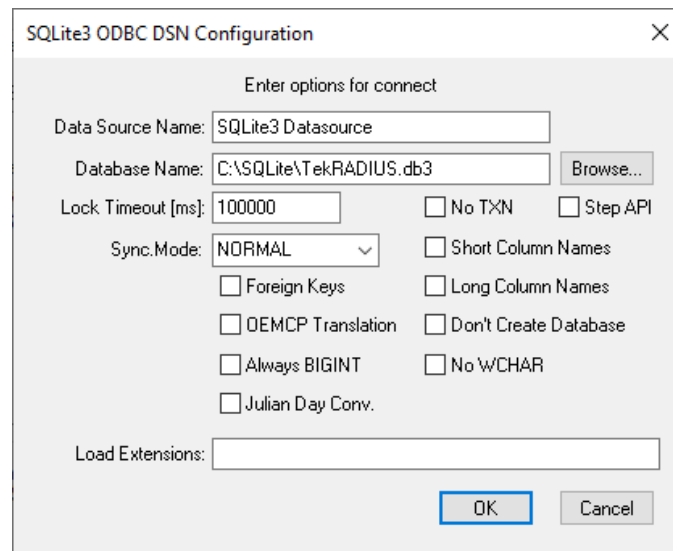 SQLite3 ODBC DSN Configuration
Enter options for connect
Data Source Name: SQLite3 Datasource
Database Name: C:\SQLite\TekRADIUS.db3 Browse...
Lock Timeout [ms]: 100000 No TXN Step API
Sync.Mode: NORMAL Short Column Names
Foreign Keys Long Column Names
OEMCP Translation Don't Create Database
Always BIGINT No WCHAR
Julian Day Conv.
Load Extensions:
OK Cancel